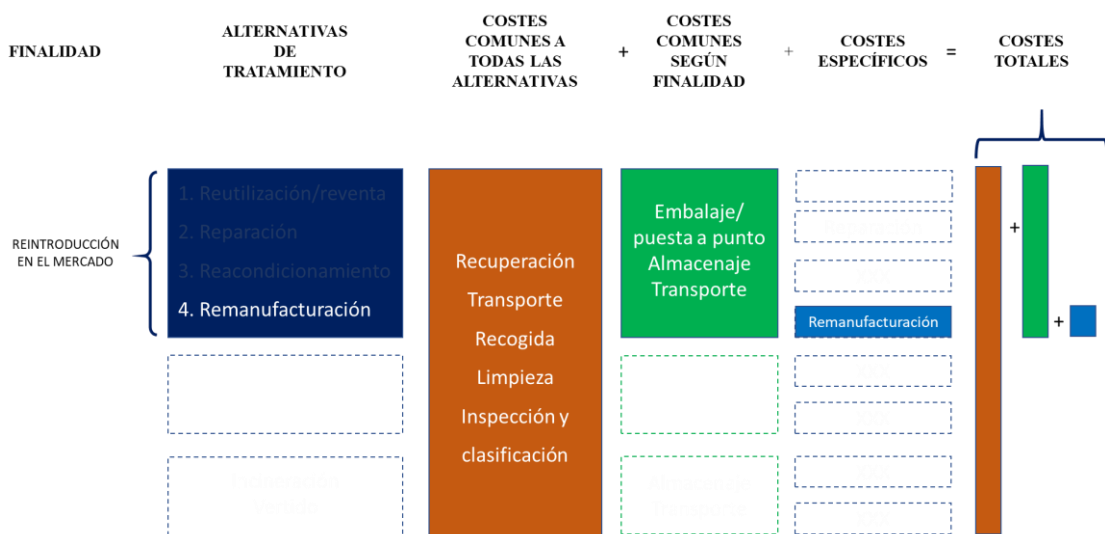 FINALIDAD
ALTERNATIVAS
DE
TRATAMIENTO
COSTES
COMUNES A
TODAS LAS
ALTERNATIVAS
+
COSTES
COMUNES
SEGÚN
FINALIDAD
+
COSTES
ESPECÍFICOS
=
COSTES
TOTALES
REINTRODUCCIÓN
EN EL MERCADO
1. Reutilización/reventa
2. Reparación
3. Reacondicionamiento
4. Remanufacturación
Recuperación
Transporte
Recogida
Limpieza
Inspección y
clasificación
Embalaje/
puesta a punto
Almacenaje
Transporte
Remanufacturación
+
+
Almacenaje
Transporte